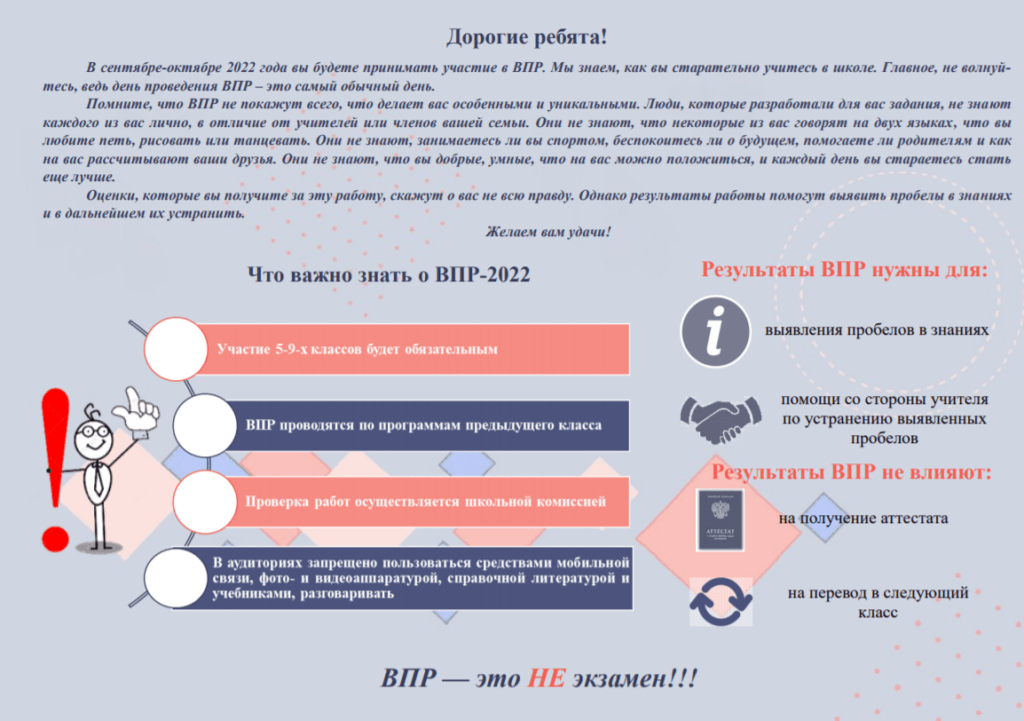 Дорогие ребята!
В сентябре-октябре 2022 года вы будете принимать участие в ВПР. Мы знаем, как вы старательно учитесь в школе. Главное, не волнуй-
тесь, ведь день проведения ВПР – это самый обычный день.
Помните, что ВПР не покажут всего, что делает вас особенными и уникальными. Люди, которые разработали для вас задания, не знают
каждого из вас лично, в отличие от учителей или членов вашей семьи. Они не знают, что некоторые из вас говорят на двух языках, что вы
любите петь, рисовать или танцевать. Они не знают, занимаетесь ли вы спортом, беспокоитесь ли о будущем, помогаете ли родителям и как
на вас рассчитывают ваши друзья. Они не знают, что вы добрые, умные, что на вас можно положиться, и каждый день вы стараетесь стать
еще лучше.
Оценки, которые вы получите за эту работу, скажут о вас не всю правду. Однако результаты работы помогут выявить пробелы в знаниях
и в дальнейшем их устранить.
Желаем вам удачи!
Что важно знать о ВПР-2022
Участие 5-9-х классов будет обязательным
ВПР проводятся по программам предыдущего класса
Проверка работ осуществляется школьной комиссией
В аудиториях запрещено пользоваться средствами мобильной
связи, фото- и видеоаппаратурой, справочной литературой и
учебниками, разговаривать
Результаты ВПР нужны для:
i
выявления пробелов в знаниях
помощи со стороны учителя
по устранению выявленных
пробелов
Результаты ВПР не влияют:
АТТЕСТАТ
на получение аттестата
на перевод в следующий
класс
ВПР — это НЕ экзамен!!!